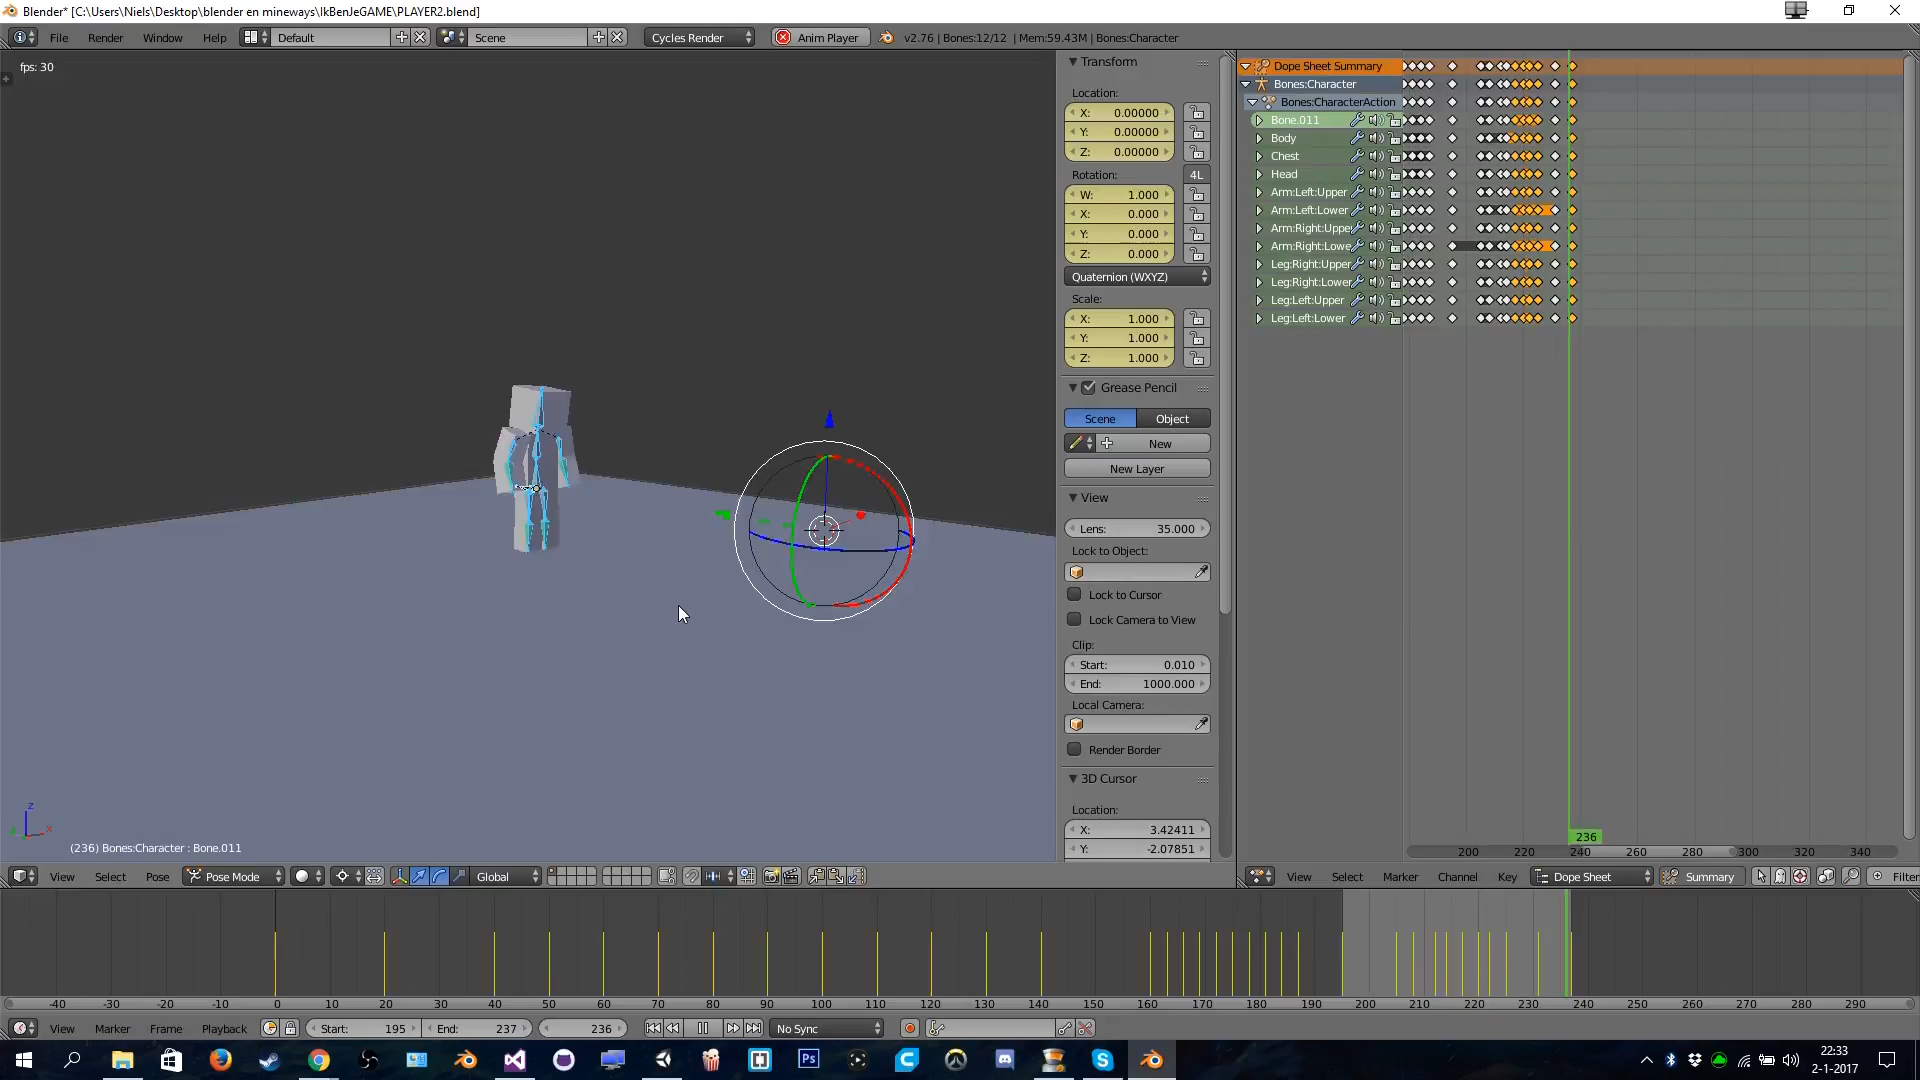 Blender* [C:\Users\Niels\Desktop\blender en mineways\IkBenJeGAME\PLAYER2.blend]
File Render Window Help Default Scene Cycles Render Anim Player v2.76 | Bones:12/12 | Mem:59.43M | Bones:Character
fps: 30
Transform
Location:
X: 0.00000
Y: 0.00000
Z: 0.00000
Rotation: 4L
W: 1.000
X: 0.000
Y: 0.000
Z: 0.000
Quaternion (WXYZ)
Scale:
X: 1.000
Y: 1.000
Z: 1.000
Grease Pencil
Scene Object
New
New Layer
View
Lens: 35.000
Lock to Object:
Lock to Cursor
Lock Camera to View
Clip:
Start: 0.010
End: 1000.000
Local Camera:
Render Border
3D Cursor
Location:
X: 3.42411
Y: -2.07851
Dope Sheet Summary
Bones:Character
Bones:CharacterAction
Bone.011
Body
Chest
Head
Arm:Left:Upper
Arm:Left:Lower
Arm:Right:Uppe
Arm:Right:Lowe
Leg:Right:Upper
Leg:Right:Lower
Leg:Left:Upper
Leg:Left:Lower
236
200 220 240 260 280 300 320 340
z
x
(236) Bones:Character : Bone.011
View Select Pose Pose Mode Global
View Select Marker Channel Key Dope Sheet Summary Filter
-40 -30 -20 -10 0 10 20 30 40 50 60 70 80 90 100 110 120 130 140 150 160 170 180 190 200 210 220 230 240 250 260 270 280 290
View Marker Frame Playback Start: 195 End: 237 236 No Sync
Ps
22:33
2-1-2017